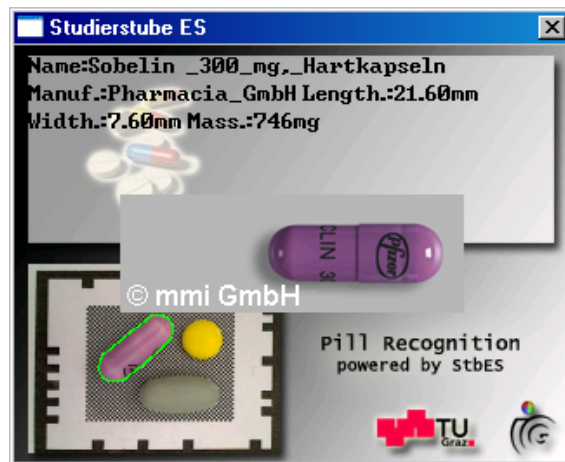 Studierstube ES
Name:Sobelin _300_mg,_Hartkapseln
Manuf.:Pharmacia_GmbH Length.:21.60mm
Width.:7.60mm Mass.:746mg
CLIN 3
Pfizer
© mmi GmbH
Pill Recognition
powered by StbES
TU
Graz